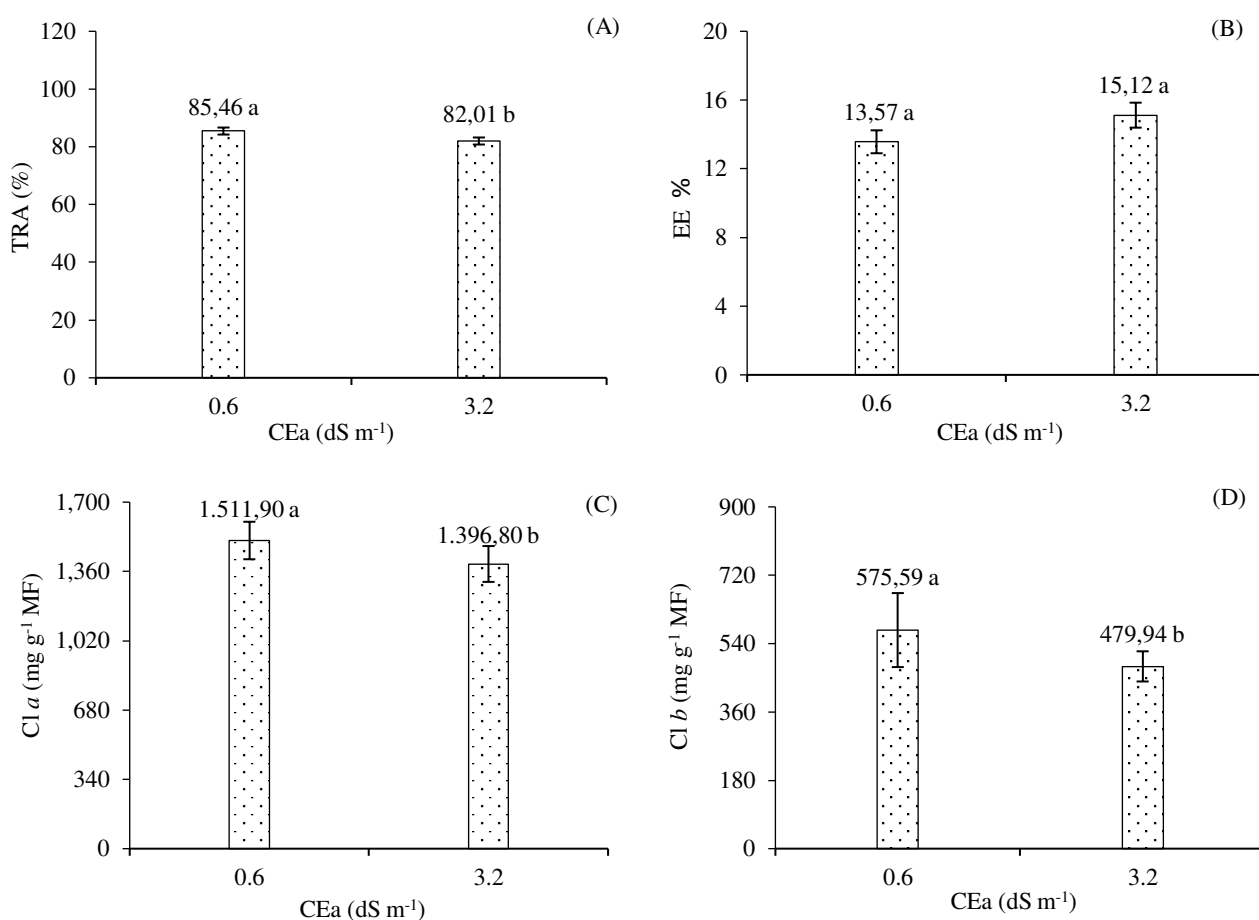 (A)
TRA (%)
120
100
80
60
40
20
0
85,46 a
82,01 b
0.6
3.2
CEa (dS m⁻¹)
(B)
EE %
20
16
12
8
4
0
13,57 a
15,12 a
0.6
3.2
CEa (dS m⁻¹)
(C)
Cl a (mg g⁻¹ MF)
1,700
1,360
1,020
680
340
0
1.511,90 a
1.396,80 b
0.6
3.2
CEa (dS m⁻¹)
(D)
Cl b (mg g⁻¹ MF)
900
720
540
360
180
0
575,59 a
479,94 b
0.6
3.2
CEa (dS m⁻¹)